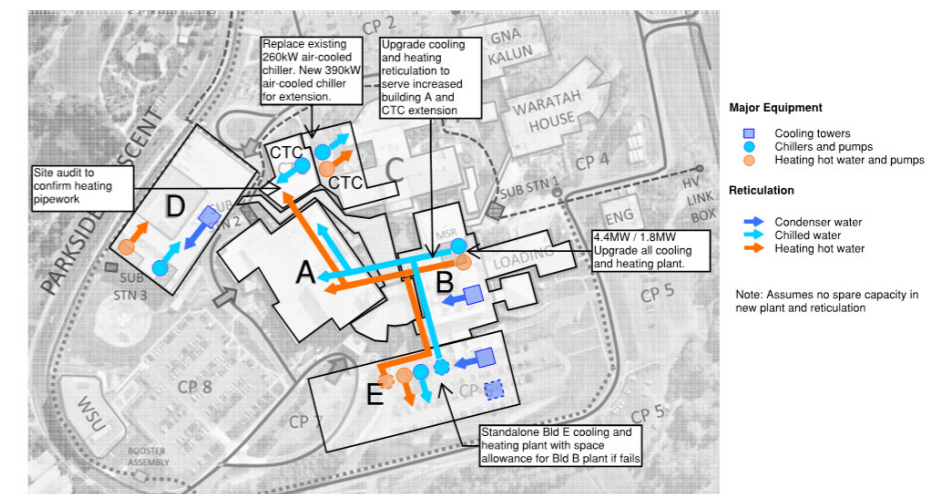 CP 2
GNA
KALUN
Replace existing
260kW air-cooled
chiller. New 390kW
air-cooled chiller
for extension.
Upgrade cooling
and heating
reticulation to
serve increased
building A and
CTC extension
WARATAH
HOUSE
Major Equipment
Cooling towers
Chillers and pumps
Heating hot water and pumps
Reticulation
Condenser water
Chilled water
Heating hot water
Note: Assumes no spare capacity in
new plant and reticulation
CTC
CTC
C
CP 4
Site audit to
confirm heating
pipework
SUB STN 1
HV
LINK
BOX
ENG
D
SUB
STN 2
PARKSIDE
SCENT
MSR
LOADING
4.4MW / 1.8MW
Upgrade all cooling
and heating plant.
A
B
SUB
STN 3
CP 5
CP 8
E
CP 7
WSU
CP 5
Standalone Bld E cooling and
heating plant with space
allowance for Bld B plant if fails
BOOSTER
ASSEMBLY